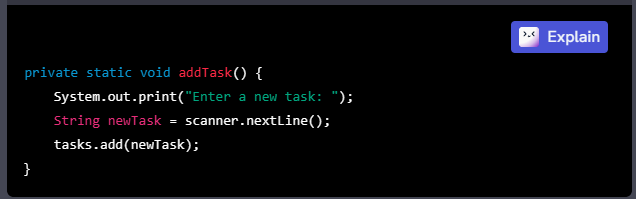 Explain
private static void addTask() {
    System.out.print("Enter a new task: ");
    String newTask = scanner.nextLine();
    tasks.add(newTask);
}